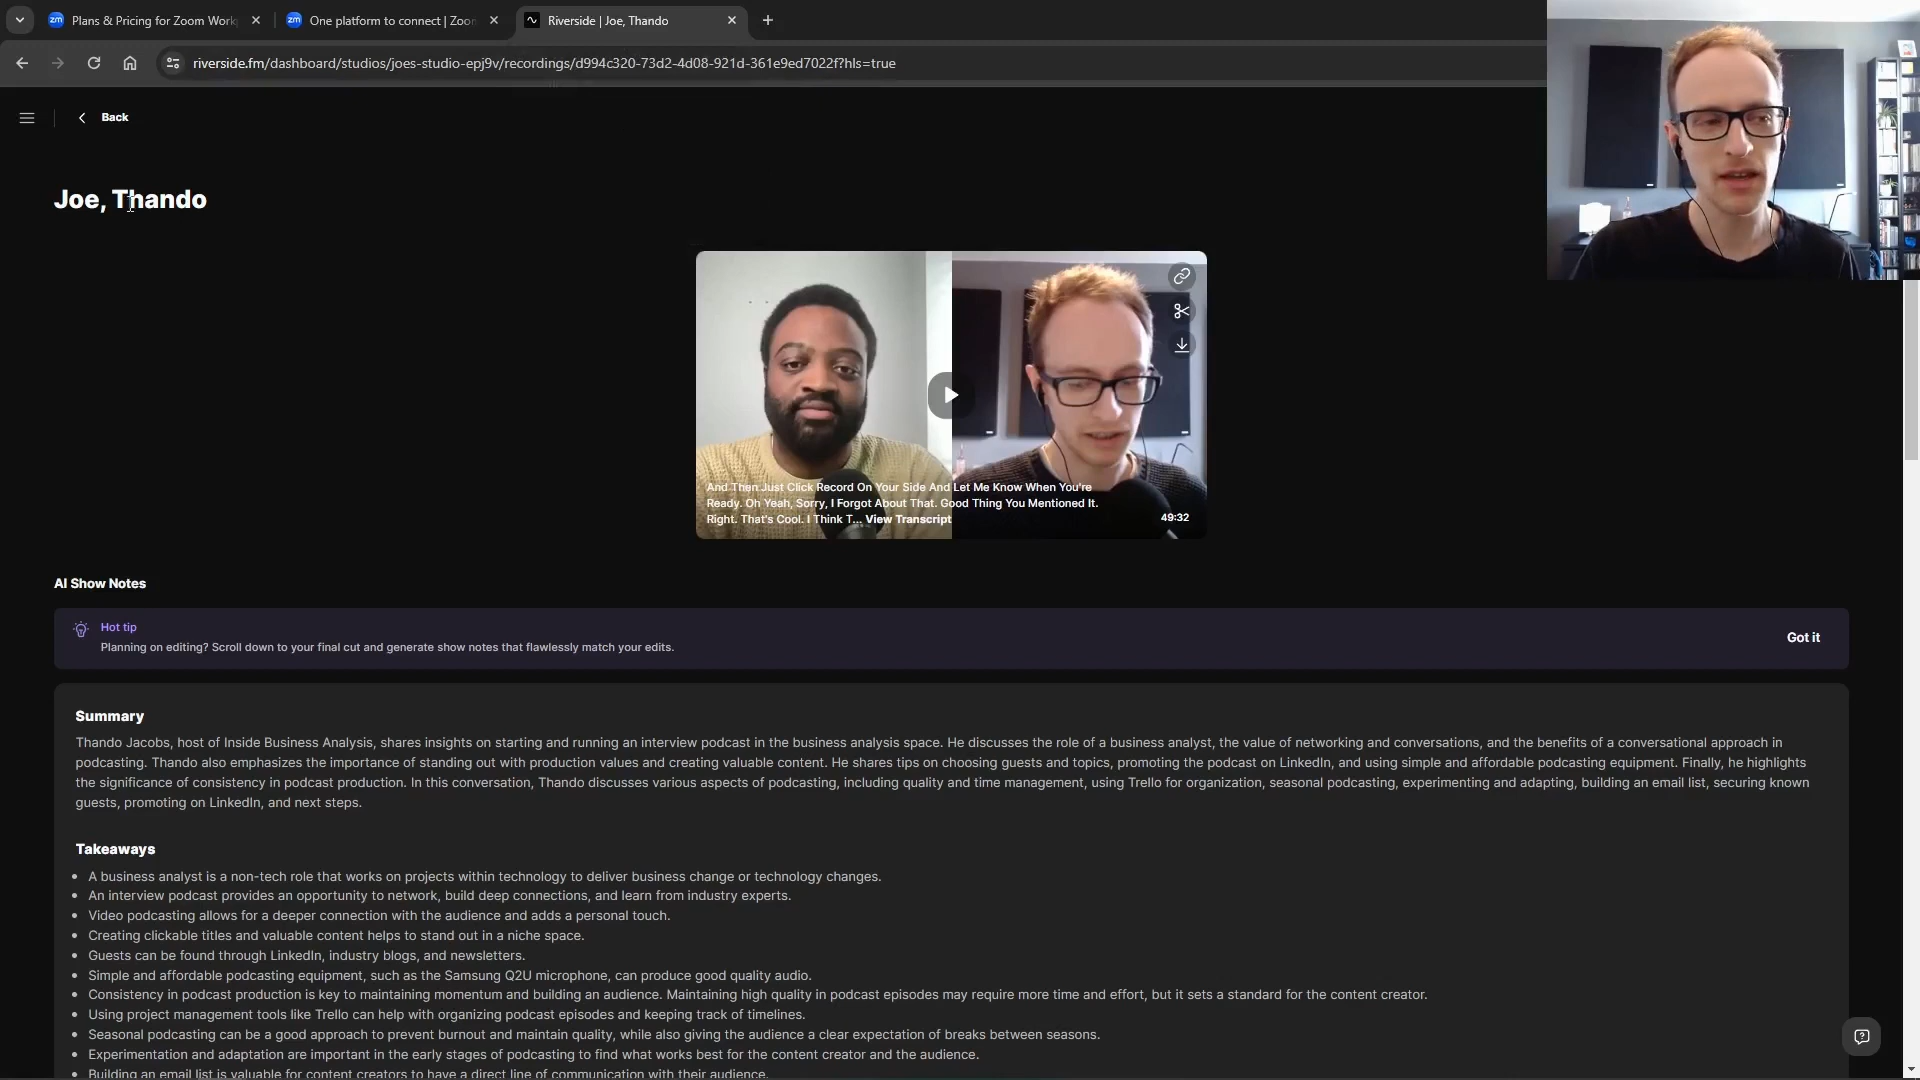 Plans & Pricing for Zoom Work
One platform to connect | Zoo
Riverside | Joe, Thando
riverside.fm/dashboard/studios/joes-studio-epj9v/recordings/d994c320-73d2-4d08-921d-361e9ed7022f?hls=true
Back
Joe, Thando
And Then Just Click Record On Your Side And Let Me Know When You're
Ready. Oh Yeah, Sorry, I Forgot About That. Good Thing You Mentioned It.
Right. That's Cool. I Think T... View Transcript
49:32
AI Show Notes
Hot tip
Planning on editing? Scroll down to your final cut and generate show notes that flawlessly match your edits.
Got it
Summary
Thando Jacobs, host of Inside Business Analysis, shares insights on starting and running an interview podcast in the business analysis space. He discusses the role of a business analyst, the value of networking and conversations, and the benefits of a conversational approach in
podcasting. Thando also emphasizes the importance of standing out with production values and creating valuable content. He shares tips on choosing guests and topics, promoting the podcast on LinkedIn, and using simple and affordable podcasting equipment. Finally, he highlights
the significance of consistency in podcast production. In this conversation, Thando discusses various aspects of podcasting, including quality and time management, using Trello for organization, seasonal podcasting, experimenting and adapting, building an email list, securing known
guests, promoting on LinkedIn, and next steps.
Takeaways
• A business analyst is a non-tech role that works on projects within technology to deliver business change or technology changes.
• An interview podcast provides an opportunity to network, build deep connections, and learn from industry experts.
• Video podcasting allows for a deeper connection with the audience and adds a personal touch.
• Creating clickable titles and valuable content helps to stand out in a niche space.
• Guests can be found through LinkedIn, industry blogs, and newsletters.
• Simple and affordable podcasting equipment, such as the Samsung Q2U microphone, can produce good quality audio.
• Consistency in podcast production is key to maintaining momentum and building an audience. Maintaining high quality in podcast episodes may require more time and effort, but it sets a standard for the content creator.
• Using project management tools like Trello can help with organizing podcast episodes and keeping track of timelines.
• Seasonal podcasting can be a good approach to prevent burnout and maintain quality, while also giving the audience a clear expectation of breaks between seasons.
• Experimentation and adaptation are important in the early stages of podcasting to find what works best for the content creator and the audience.
• Building an email list is valuable for content creators to have a direct line of communication with their audience.